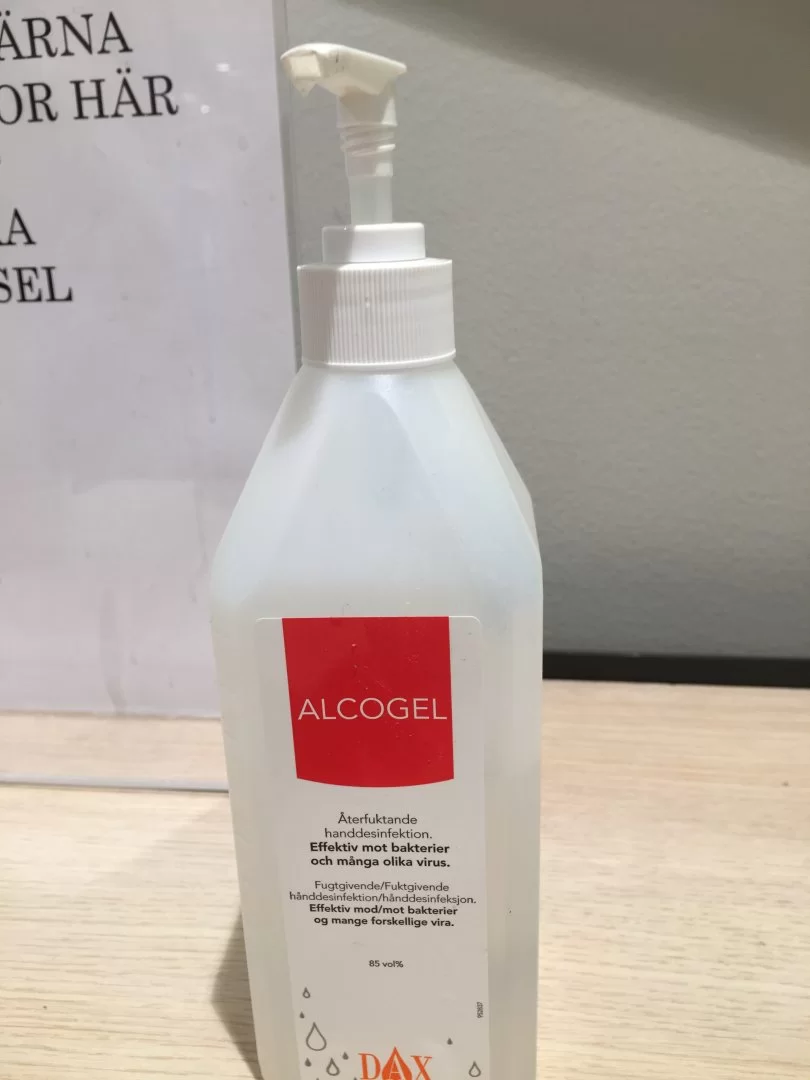 ÄRNA
OR HÄR
RA
SEL
ALCOGEL
Återfuktande
handdesinfektion.
Effektiv mot bakterier
och många olika virus.
Fugtgivende/Fuktgivende
hånddesinfektion/hånddesinfeksjon.
Effektiv mod/mot bakterier
og mange forskellige vira.
85 vol%
DAX